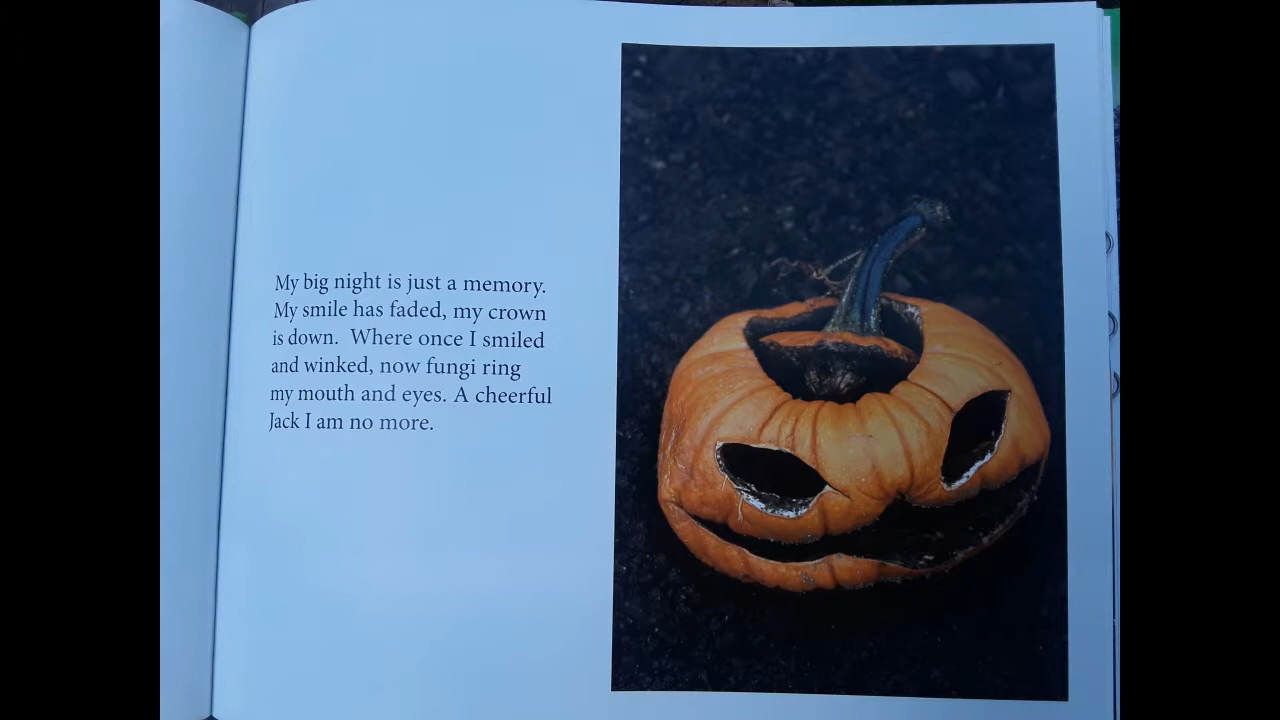 My big night is just a memory.
My smile has faded, my crown
is down. Where once I smiled
and winked, now fungi ring
my mouth and eyes. A cheerful
Jack I am no more.